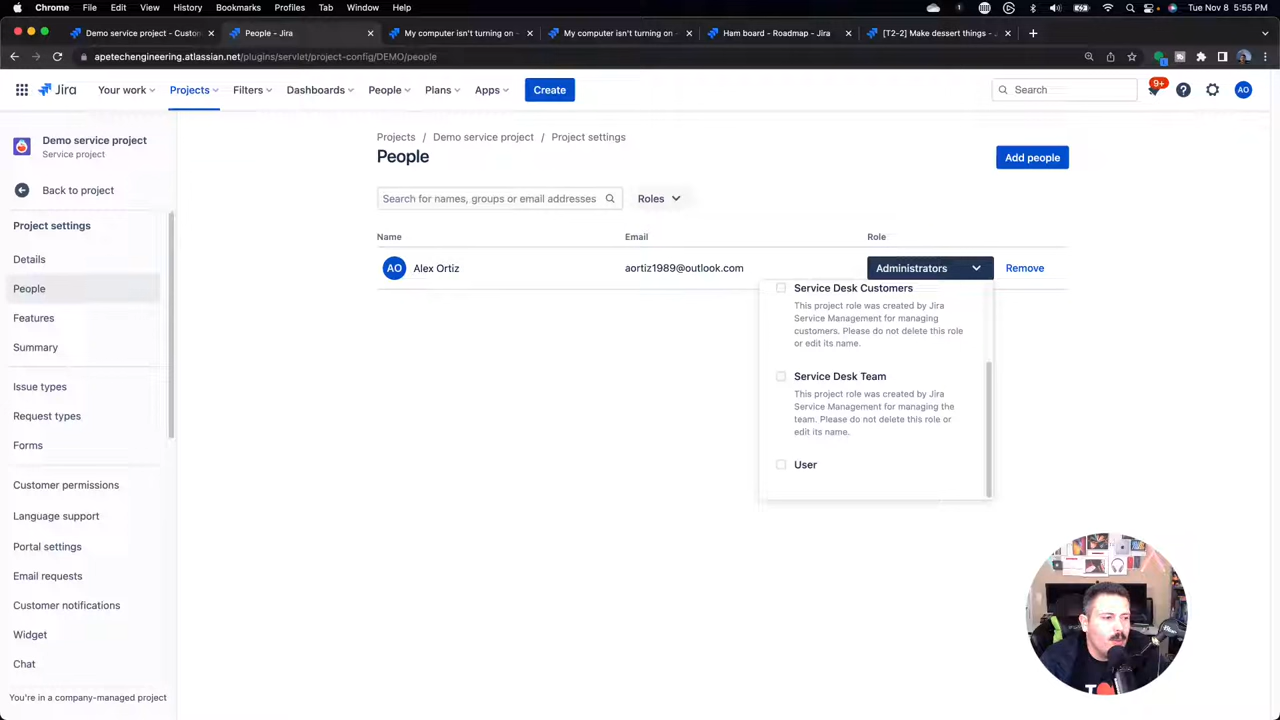 Chrome File Edit View History Bookmarks Profiles Tab Window Help
Tue Nov 8 5:55 PM
Demo service project - Custom
People - Jira
My computer isn't turning on -
My computer isn't turning on -
Ham board - Roadmap - Jira
[T2-2] Make dessert things - .
apetechengineering.atlassian.net/plugins/servlet/project-config/DEMO/people
Jira Your work Projects Filters Dashboards People Plans Apps Create
Search
9+
AO
Demo service project
Service project
Back to project
Project settings
Details
People
Features
Summary
Issue types
Request types
Forms
Customer permissions
Language support
Portal settings
Email requests
Customer notifications
Widget
Chat
You're in a company-managed project
Projects / Demo service project / Project settings
People
Add people
Search for names, groups or email addresses
Roles
Name Email Role
AO Alex Ortiz aortiz1989@outlook.com Administrators Remove
Service Desk Customers
This project role was created by Jira
Service Management for managing
customers. Please do not delete this role
or edit its name.
Service Desk Team
This project role was created by Jira
Service Management for managing the
team. Please do not delete this role or
edit its name.
User